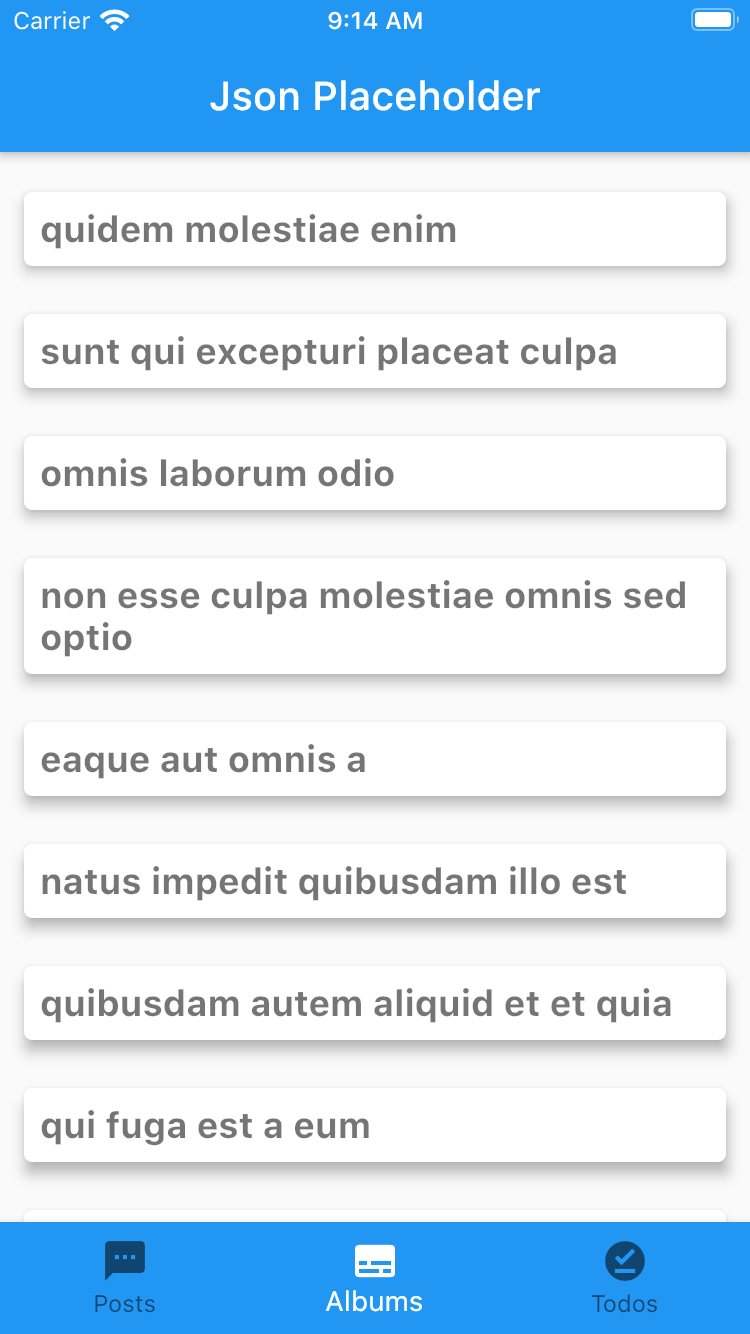 Carrier 9:14 AM
Json Placeholder
quidem molestiae enim
sunt qui excepturi placeat culpa
omnis laborum odio
non esse culpa molestiae omnis sed
optio
eaque aut omnis a
natus impedit quibusdam illo est
quibusdam autem aliquid et et quia
qui fuga est a eum
Posts Albums Todos